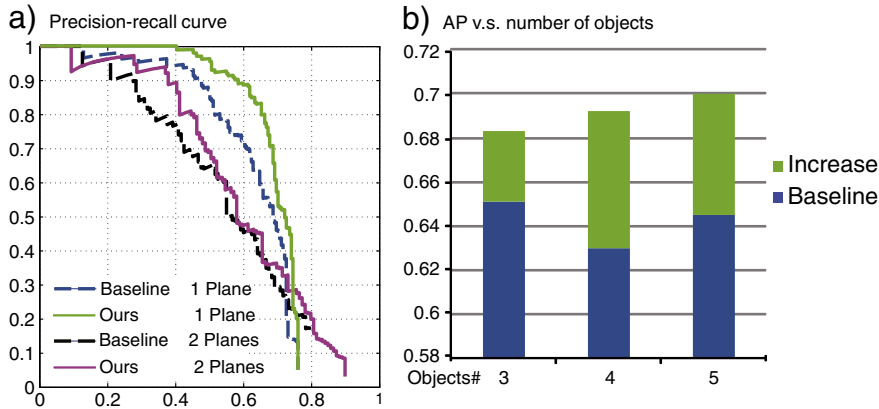 a) Precision-recall curve
1
0.9
0.8
0.7
0.6
0.5
0.4
0.3
0.2
0.1
0
0 0.2 0.4 0.6 0.8 1
Baseline 1 Plane
Ours 1 Plane
Baseline 2 Planes
Ours 2 Planes
b) AP v.s. number of objects
0.72
0.7
0.68
0.66
0.64
0.62
0.6
0.58
Objects# 3 4 5
Increase
Baseline